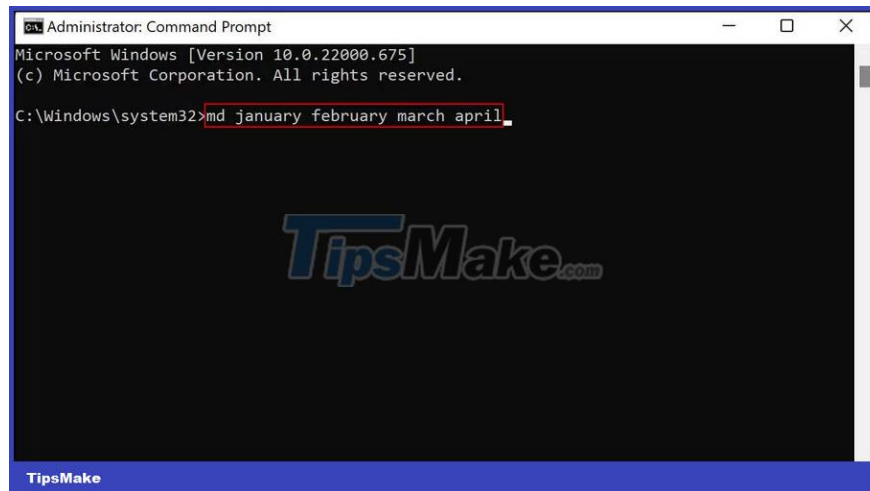 Administrator: Command Prompt
Microsoft Windows [Version 10.0.22000.675]
(c) Microsoft Corporation. All rights reserved.
C:\Windows\system32>md january february march april
TipsMake.com
TipsMake